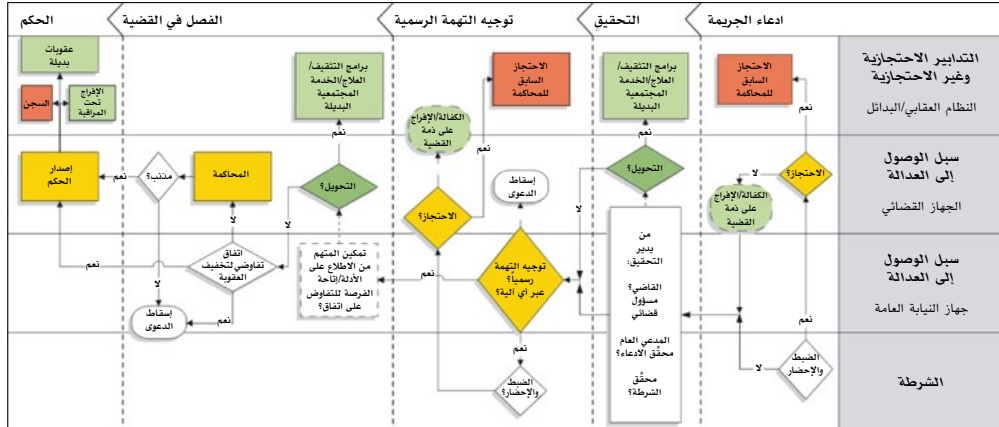 ادعاء الجريمة
التحقيق
توجيه التهمة الرسمية
الفصل في القضية
الحكم
التدابير الاحتجازية
وغير الاحتجازية
النظام العقابي/البدائل
الاحتجاز
السابق
للمحاكمة
نعم
برامج التثقيف/
العلاج/الخدمة
المجتمعية
البديلة
نعم
الاحتجاز
السابق
للمحاكمة
الكفالة/الإفراج
على ذمة
القضية
نعم
نعم
برامج التثقيف/
العلاج/الخدمة
المجتمعية
البديلة
نعم
عقوبات
بديلة
الإفراج
تحت
المراقبة
السجن
سبل الوصول
إلى العدالة
الجهاز القضائي
الاحتجاز؟
لا
الكفالة/الإفراج
على ذمة
القضية
التحويل؟
لا
إسقاط
الدعوى
الاحتجاز؟
التحويل؟
لا
المحاكمة
لا
مذنب؟
نعم
لا
إصدار
الحكم
سبل الوصول
إلى العدالة
جهاز النيابة العامة
من
يدير
التحقيق:
القاضي؟
مسؤول
قضائي
المدعي العام
محقِّق الادعاء؟
محقِّق
الشرطة؟
توجيه التهمة
رسمياً؟
عبر أي آلية؟
نعم
نعم
تمكين المتهم
من الاطلاع على
الأدلة/إتاحة
الفرصة للتفاوض
على اتفاق؟
اتفاق
تفاوضي لتخفيف
العقوبة
نعم
نعم
إسقاط
الدعوى
الشرطة
نعم
الضبط
والإحضار؟
لا
الضبط
والإحضار؟